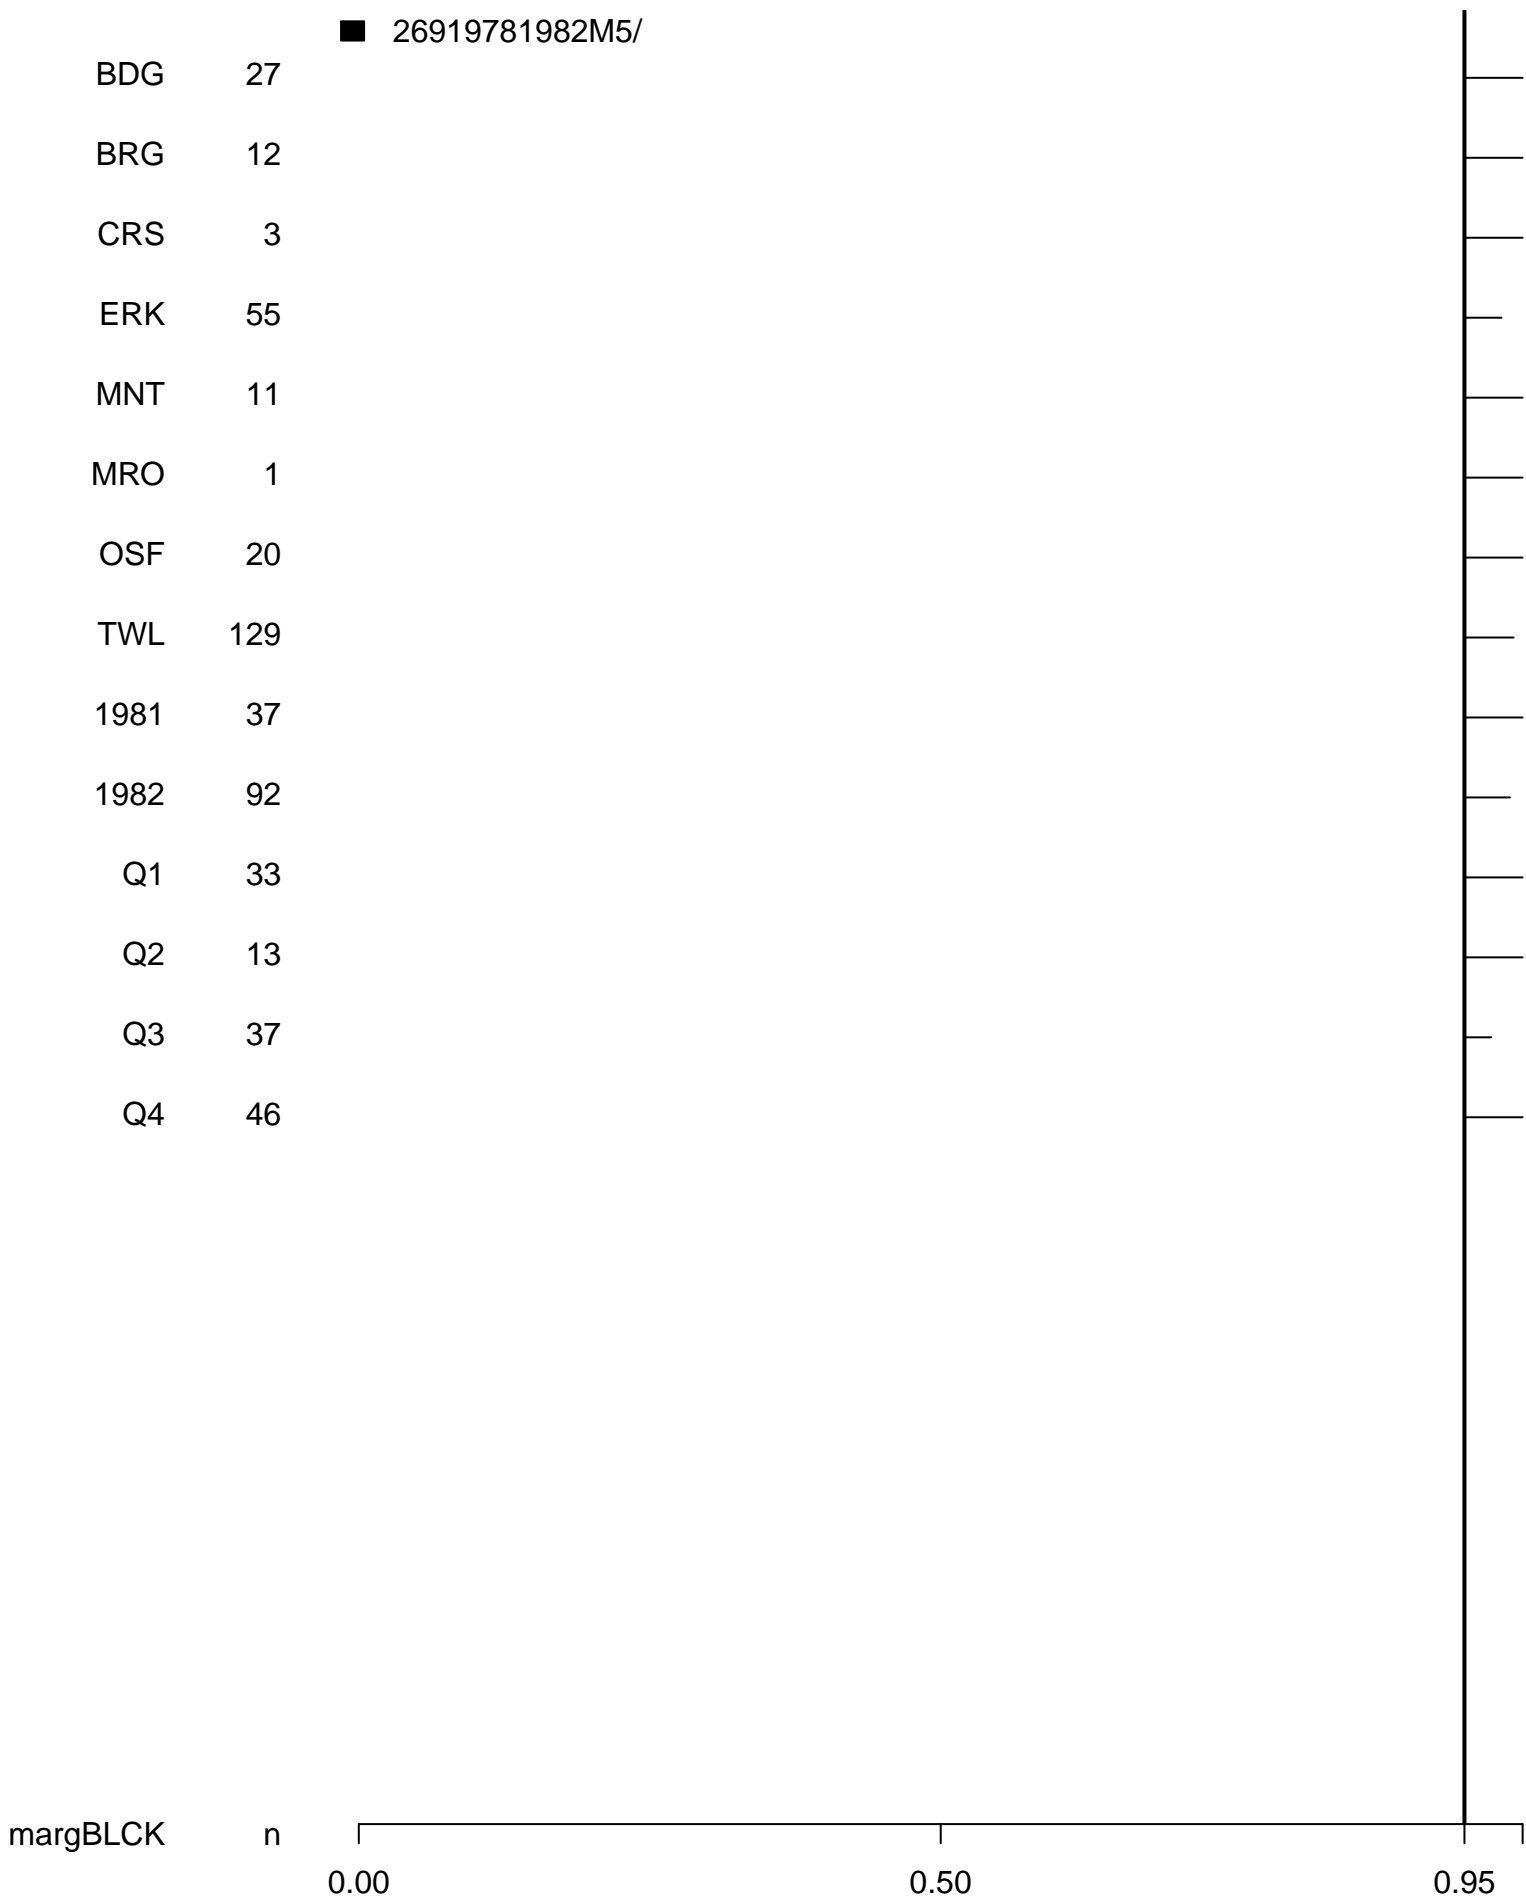 26919781982M5/
BDG 27
BRG 12
CRS 3
ERK 55
MNT 11
MRO 1
OSF 20
TWL 129
1981 37
1982 92
Q1 33
Q2 13
Q3 37
Q4 46
margBLCK n
0.00 0.50 0.95